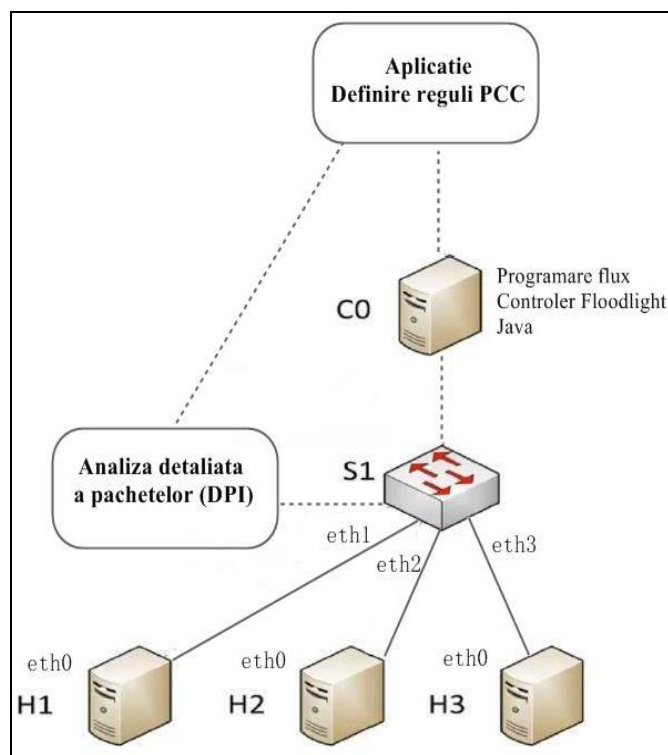 Aplicatie
Definire reguli PCC
C0
Programare flux
Controler Floodlight
Java
Analiza detaliata
a pachetelor (DPI)
S1
eth1
eth2
eth3
eth0
H1
eth0
H2
eth0
H3